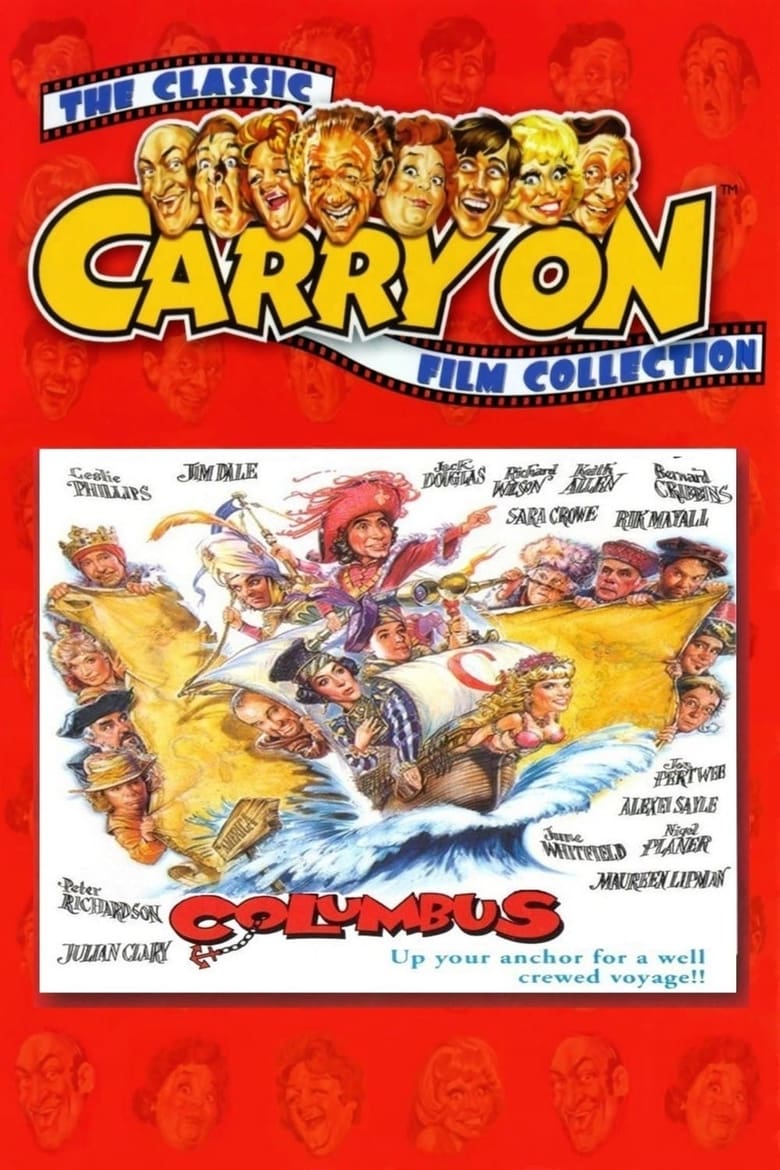 THE CLASSIC
CARRY ON™
FILM COLLECTION
Leslie PHILLIPS
JIM DALE
Jack DOUGLAS
Richard WILSON
Keith ALLEN
Bernard CRIBBINS
SARA CROWE
RIK MAYALL
C
AMERICA
Jon PERTWEE
ALEXEI SAYLE
June WHITFIELD
Nigel PLANER
MAUREEN LIPMAN
Peter RICHARDSON
JULIAN CLARY
COLUMBUS
Up your anchor for a well
crewed voyage!!